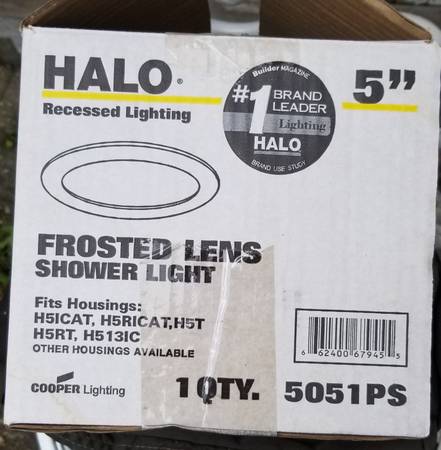 HALO®
Recessed Lighting
Builder MAGAZINE
#1 BRAND
LEADER
Lighting
HALO
BRAND USE STUDY
5”
FROSTED LENS
SHOWER LIGHT
Fits Housings:
H5ICAT, H5RICAT,H5T
H5RT, H513IC
OTHER HOUSINGS AVAILABLE
6 62400 67945 5
COOPER Lighting
1 QTY.
5051PS